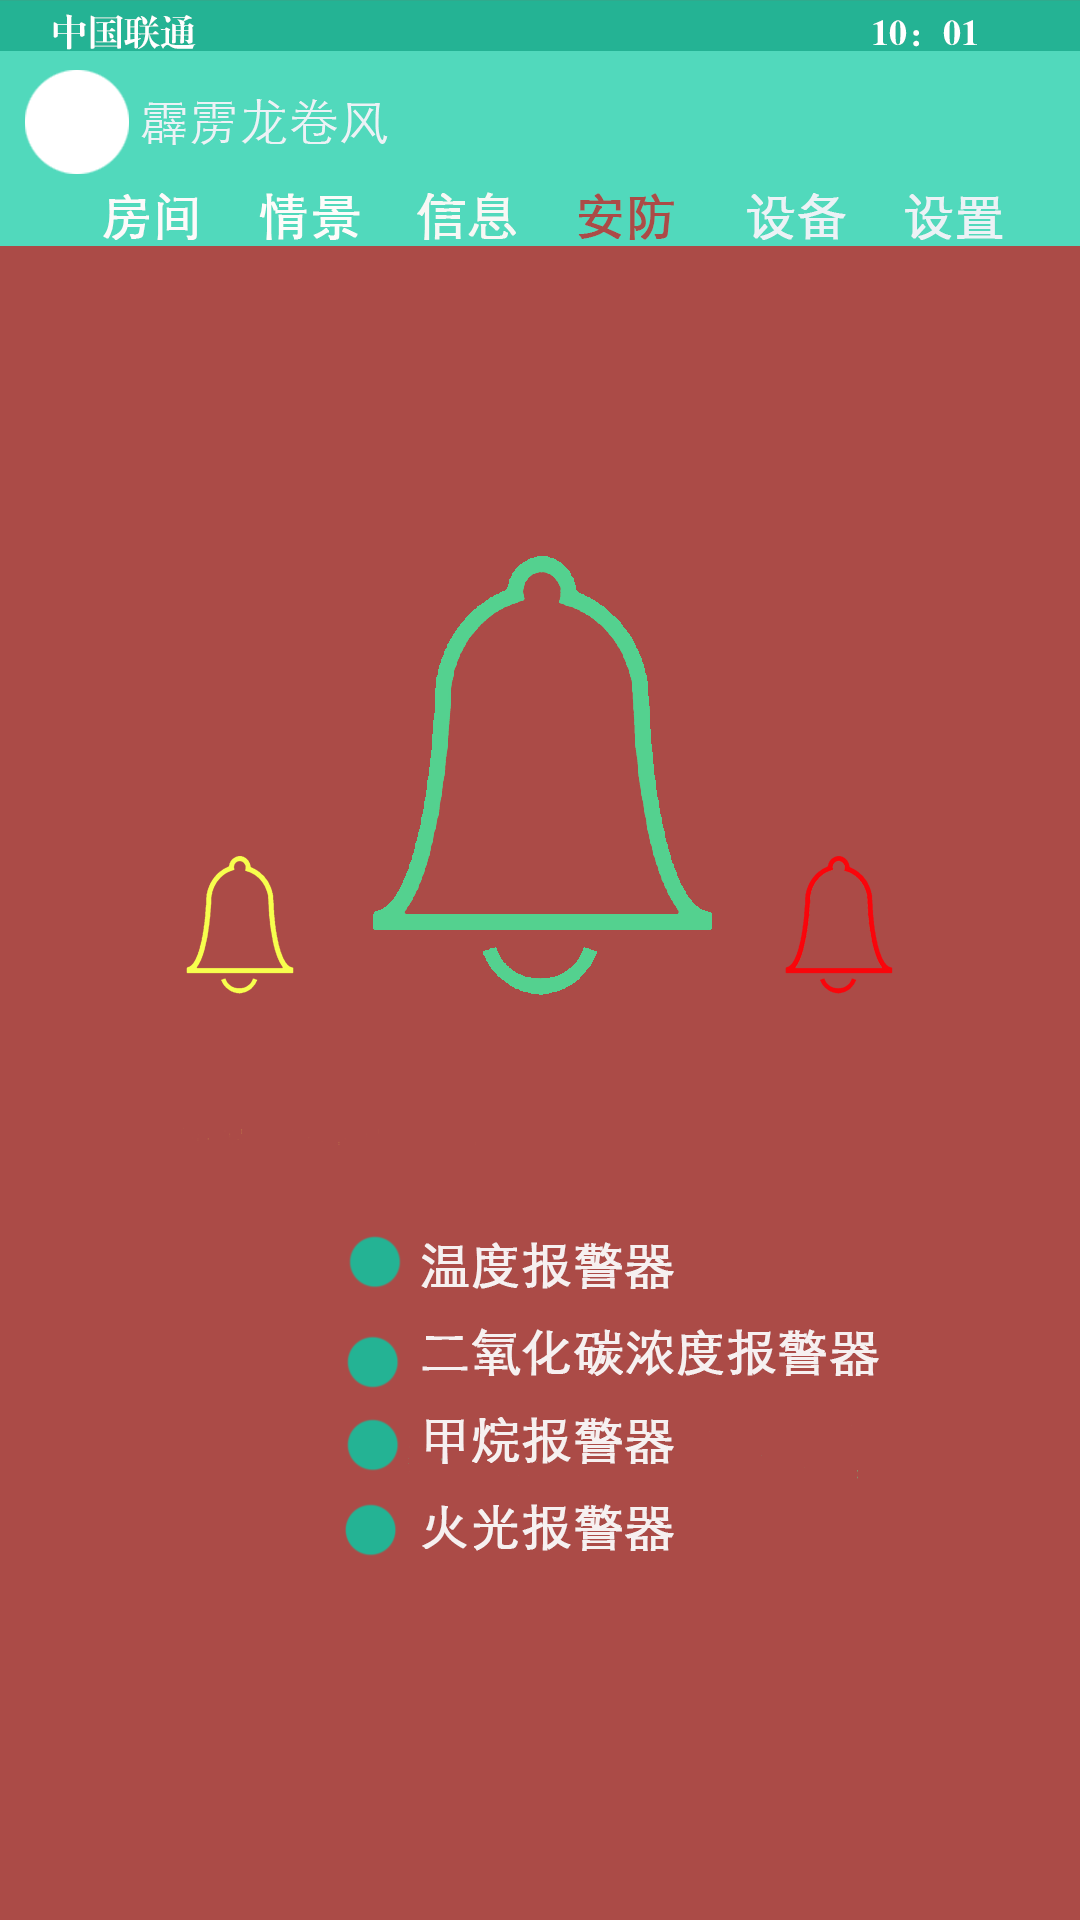 中国联通 10：01
霹雳龙卷风
房间 情景 信息 安防 设备 设置
温度报警器
二氧化碳浓度报警器
甲烷报警器
火光报警器